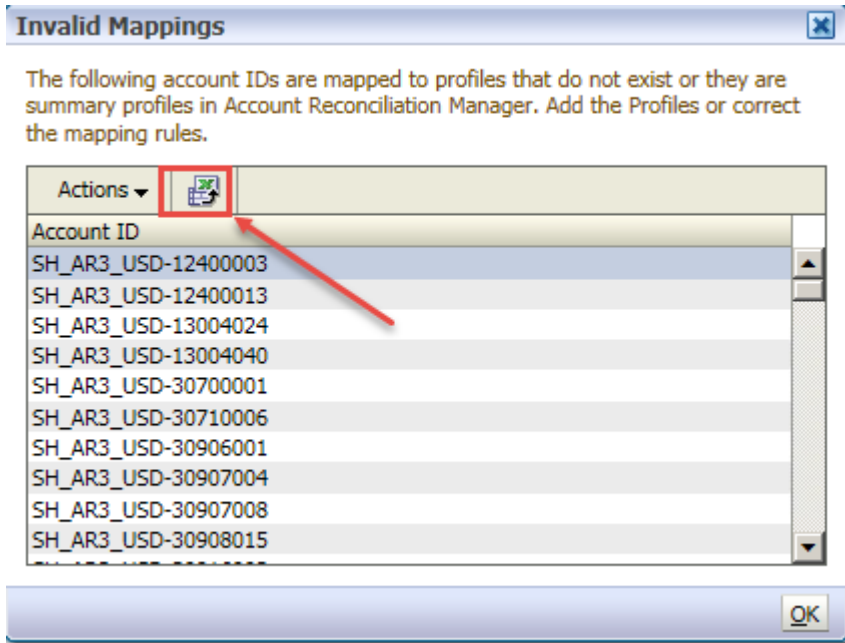 Invalid Mappings
The following account IDs are mapped to profiles that do not exist or they are
summary profiles in Account Reconciliation Manager. Add the Profiles or correct
the mapping rules.
Actions
Account ID
SH_AR3_USD-12400003
SH_AR3_USD-12400013
SH_AR3_USD-13004024
SH_AR3_USD-13004040
SH_AR3_USD-30700001
SH_AR3_USD-30710006
SH_AR3_USD-30906001
SH_AR3_USD-30907004
SH_AR3_USD-30907008
SH_AR3_USD-30908015
OK